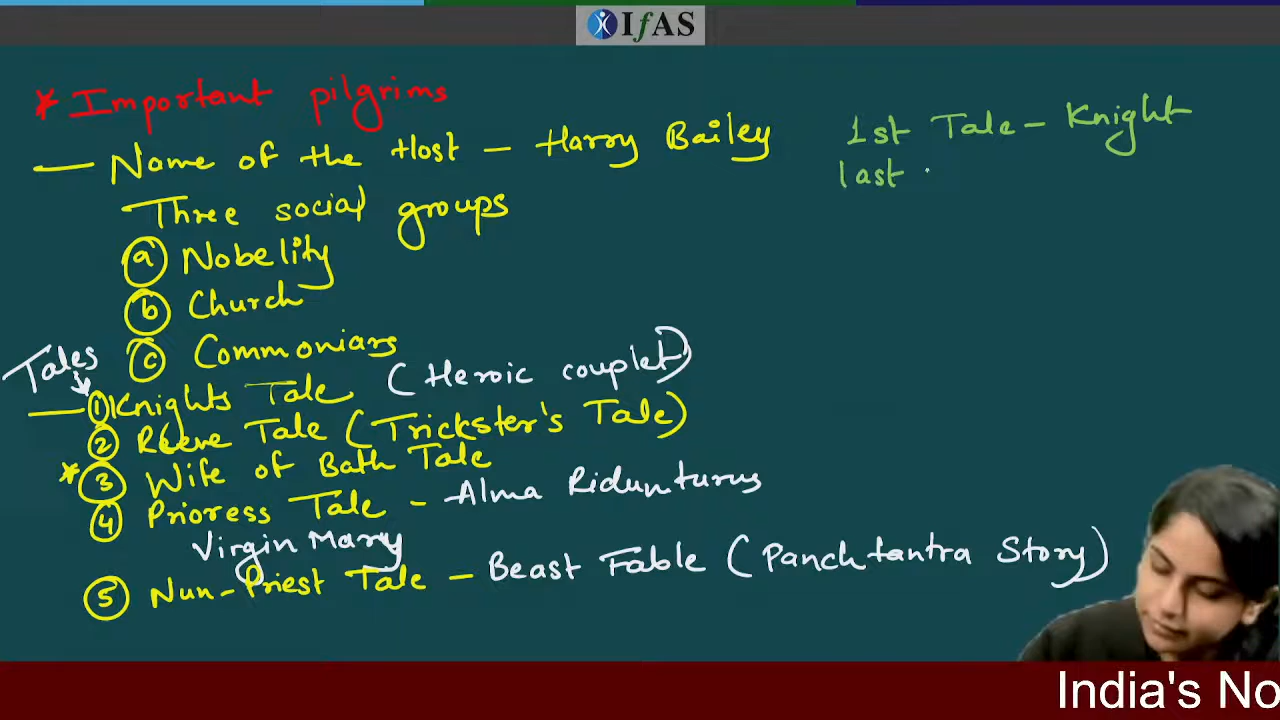 IfAS
* Important pilgrims
— Name of the Host — Harry Bailey
Three social groups
a Nobelity
b Church
c Commonians
Tales
— 1 Knights Tale (Heroic couplet)
2 Reeve Tale (Trickster's Tale)
* 3 Wife of Bath Tale
4 Prioress Tale - Alma Ridumturus
Virgin Mary
5 Nun-Priest Tale - Beast Fable (Panchtantra Story)
1st Tale - Knight
last
India's No